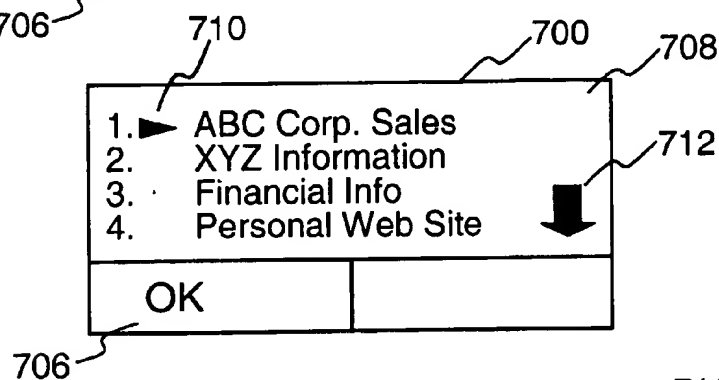 706
710
700
708
1. ABC Corp. Sales
712
2. XYZ Information
3. Financial Info
4. Personal Web Site
OK
706